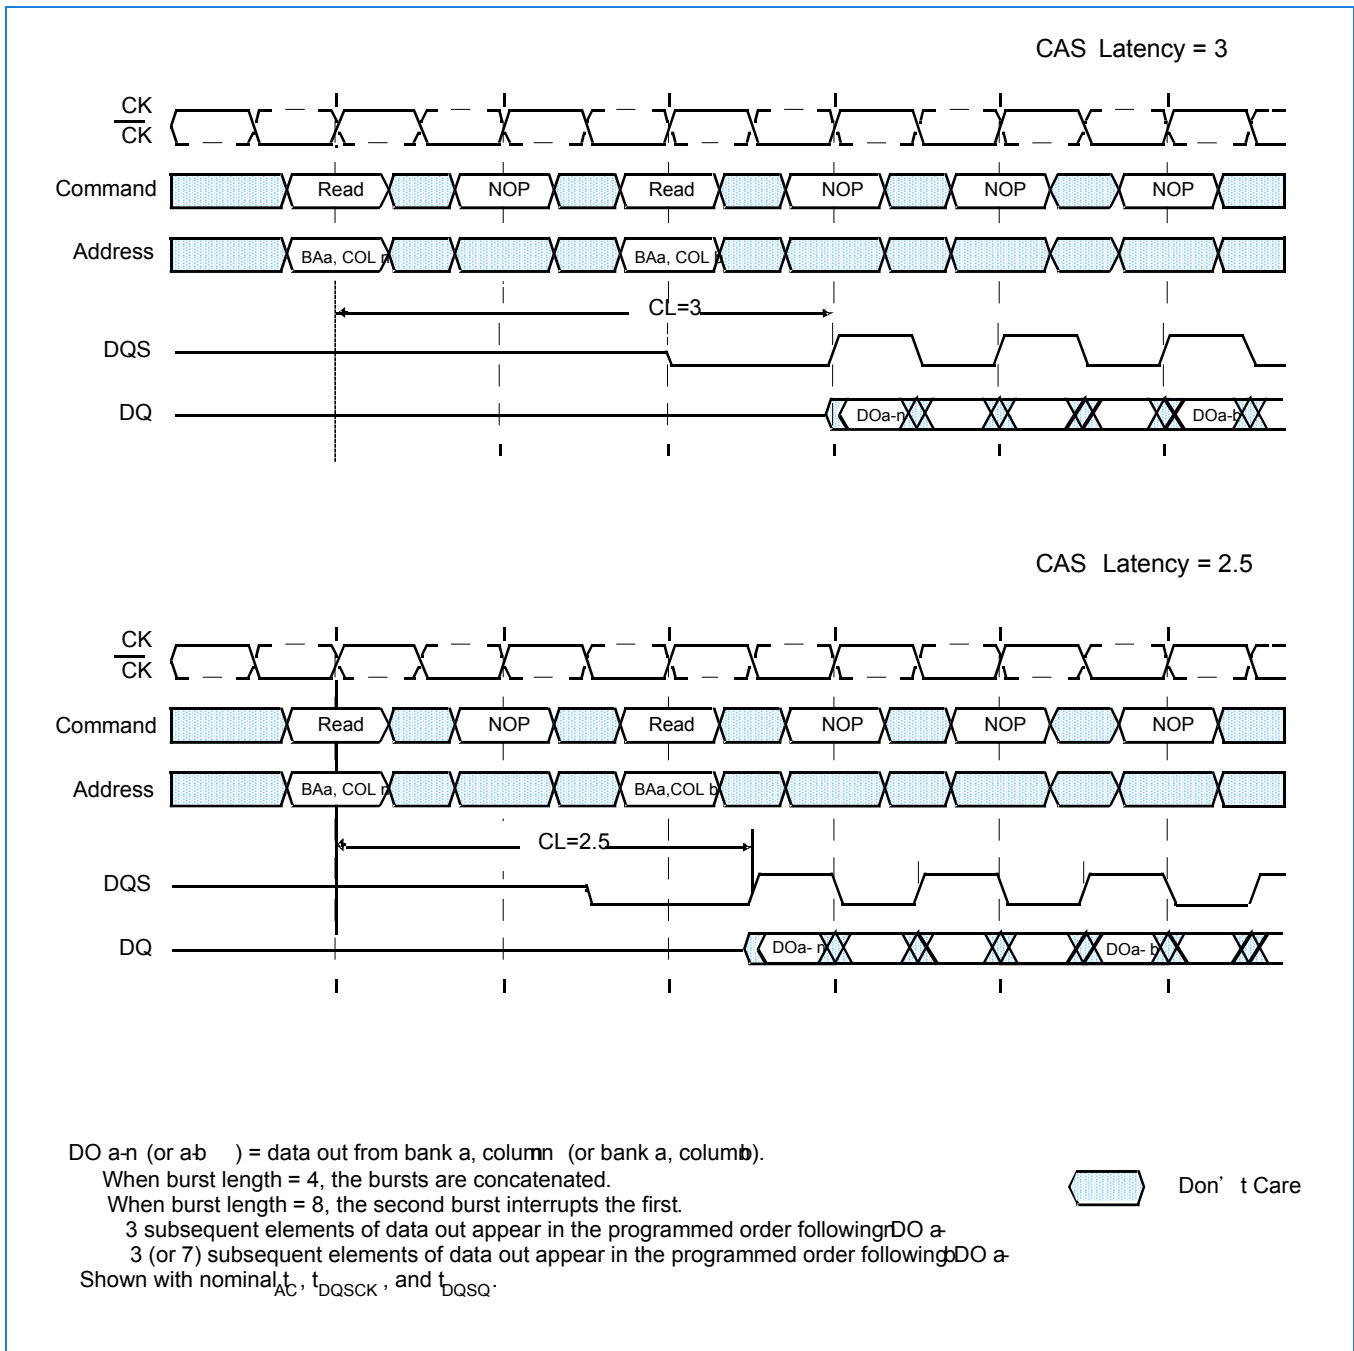 CAS Latency = 3
CK
CK
Command Read NOP Read NOP NOP NOP
Address BAa, COL n BAa, COL b
CL=3
DQS
DQ DOa-n DOa-b
CAS Latency = 2.5
CK
CK
Command Read NOP Read NOP NOP NOP
Address BAa, COL n BAa,COL b
CL=2.5
DQS
DQ DOa- n DOa- b
DO a-n (or a-b ) = data out from bank a, column n (or bank a, column b).
When burst length = 4, the bursts are concatenated.
When burst length = 8, the second burst interrupts the first.
3 subsequent elements of data out appear in the programmed order following DO a-n
3 (or 7) subsequent elements of data out appear in the programmed order following DO a-b
Shown with nominal tAC, tDQSCK, and tDQSQ.
Don't Care